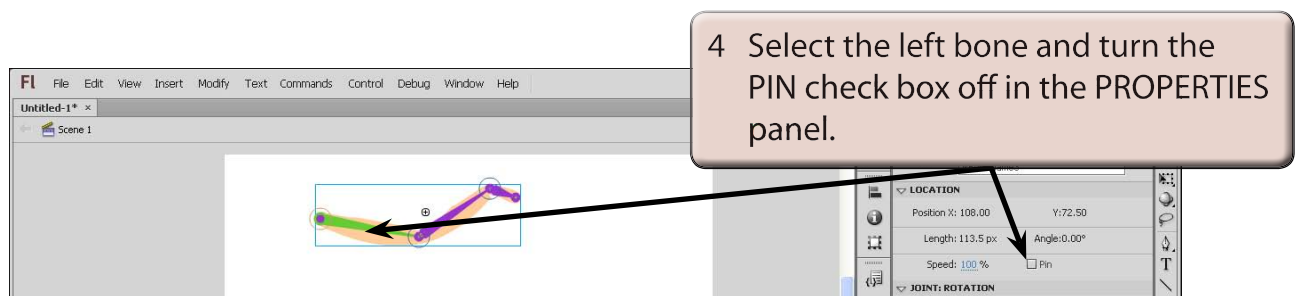 4 Select the left bone and turn the
PIN check box off in the PROPERTIES
panel.
Fl File Edit View Insert Modify Text Commands Control Debug Window Help
Untitled-1* ×
Scene 1
LOCATION
Position X: 108.00 Y:72.50
Length: 113.5 px Angle:0.00°
Speed: 100 % Pin
JOINT: ROTATION
T